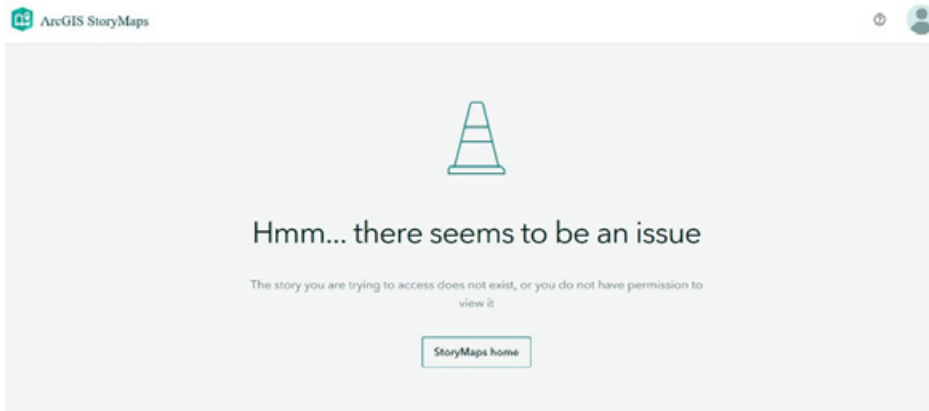 ArcGIS StoryMaps
Hmm... there seems to be an issue
The story you are trying to access does not exist, or you do not have permission to
view it
StoryMaps home